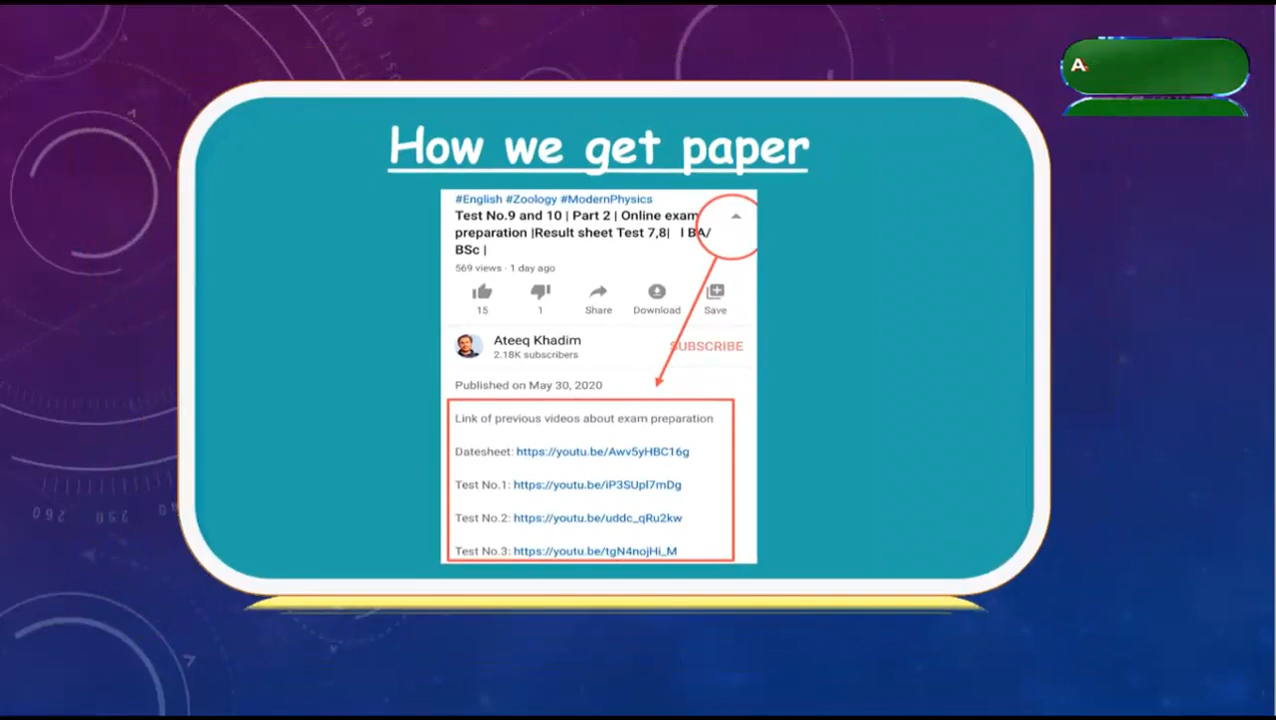 A
How we get paper
#English #Zoology #ModernPhysics
Test No.9 and 10 | Part 2 | Online exam
preparation |Result sheet Test 7,8| l BA/
BSc |
569 views · 1 day ago
15
1
Share
Download
Save
Ateeq Khadim
2.18K subscribers
SUBSCRIBE
Published on May 30, 2020
Link of previous videos about exam preparation
Datesheet: https://youtu.be/Awv5yHBC16g
Test No.1: https://youtu.be/iP3SUpl7mDg
Test No.2: https://youtu.be/uddc_qRu2kw
Test No.3: https://youtu.be/tgN4nojHi_M
150
260
250